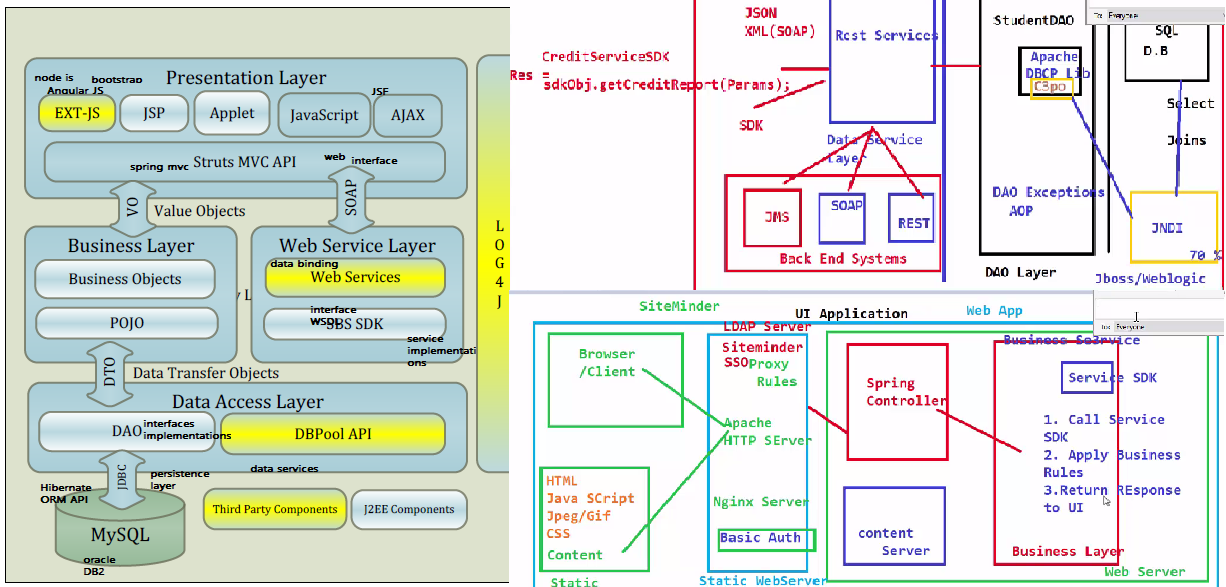 node is
bootstrap
Presentation Layer
Angular JS
JSF
EXT-JS
JSP
Applet
JavaScript
AJAX
spring mvc
Struts MVC API
web
interface
VO
Value Objects
SOAP
Business Layer
Business Objects
POJO
Web Service Layer
data binding
Web Services
interface
WSDL
SBS SDK
service
implementati
ons
DTO
Data Transfer Objects
Data Access Layer
DAO
interfaces
implementations
DBPool API
JDBC
persistence
layer
data services
Hibernate
ORM API
MySQL
oracle
DB2
Third Party Components
J2EE Components
L
O
G
4
J
JSON
XML(SOAP)
CreditServiceSDK
Res =
sdkObj.getCreditReport(Params);
SDK
Rest Services
Data Service
Layer
JMS
SOAP
REST
Back End Systems
StudentDAO
Apache
DBCP Lib
C3po
DAO Exceptions
AOP
DAO Layer
To: Everyone
SQL
D.B
Select
Joins
JNDI
70 %
Jboss/Weblogic
SiteMinder
UI Application
Web App
To: Everyone
Browser
/Client
HTML
Java SCript
Jpeg/Gif
CSS
Content
Static
LDAP Server
Siteminder
SSO
Proxy
Rules
Apache
HTTP SErver
Nginx Server
Basic Auth
Static WebServer
Spring
Controller
content
Server
Business Se3rvice
Service SDK
1. Call Service
SDK
2. Apply Business
Rules
3.Return REsponse
to UI
Business Layer
Web Server